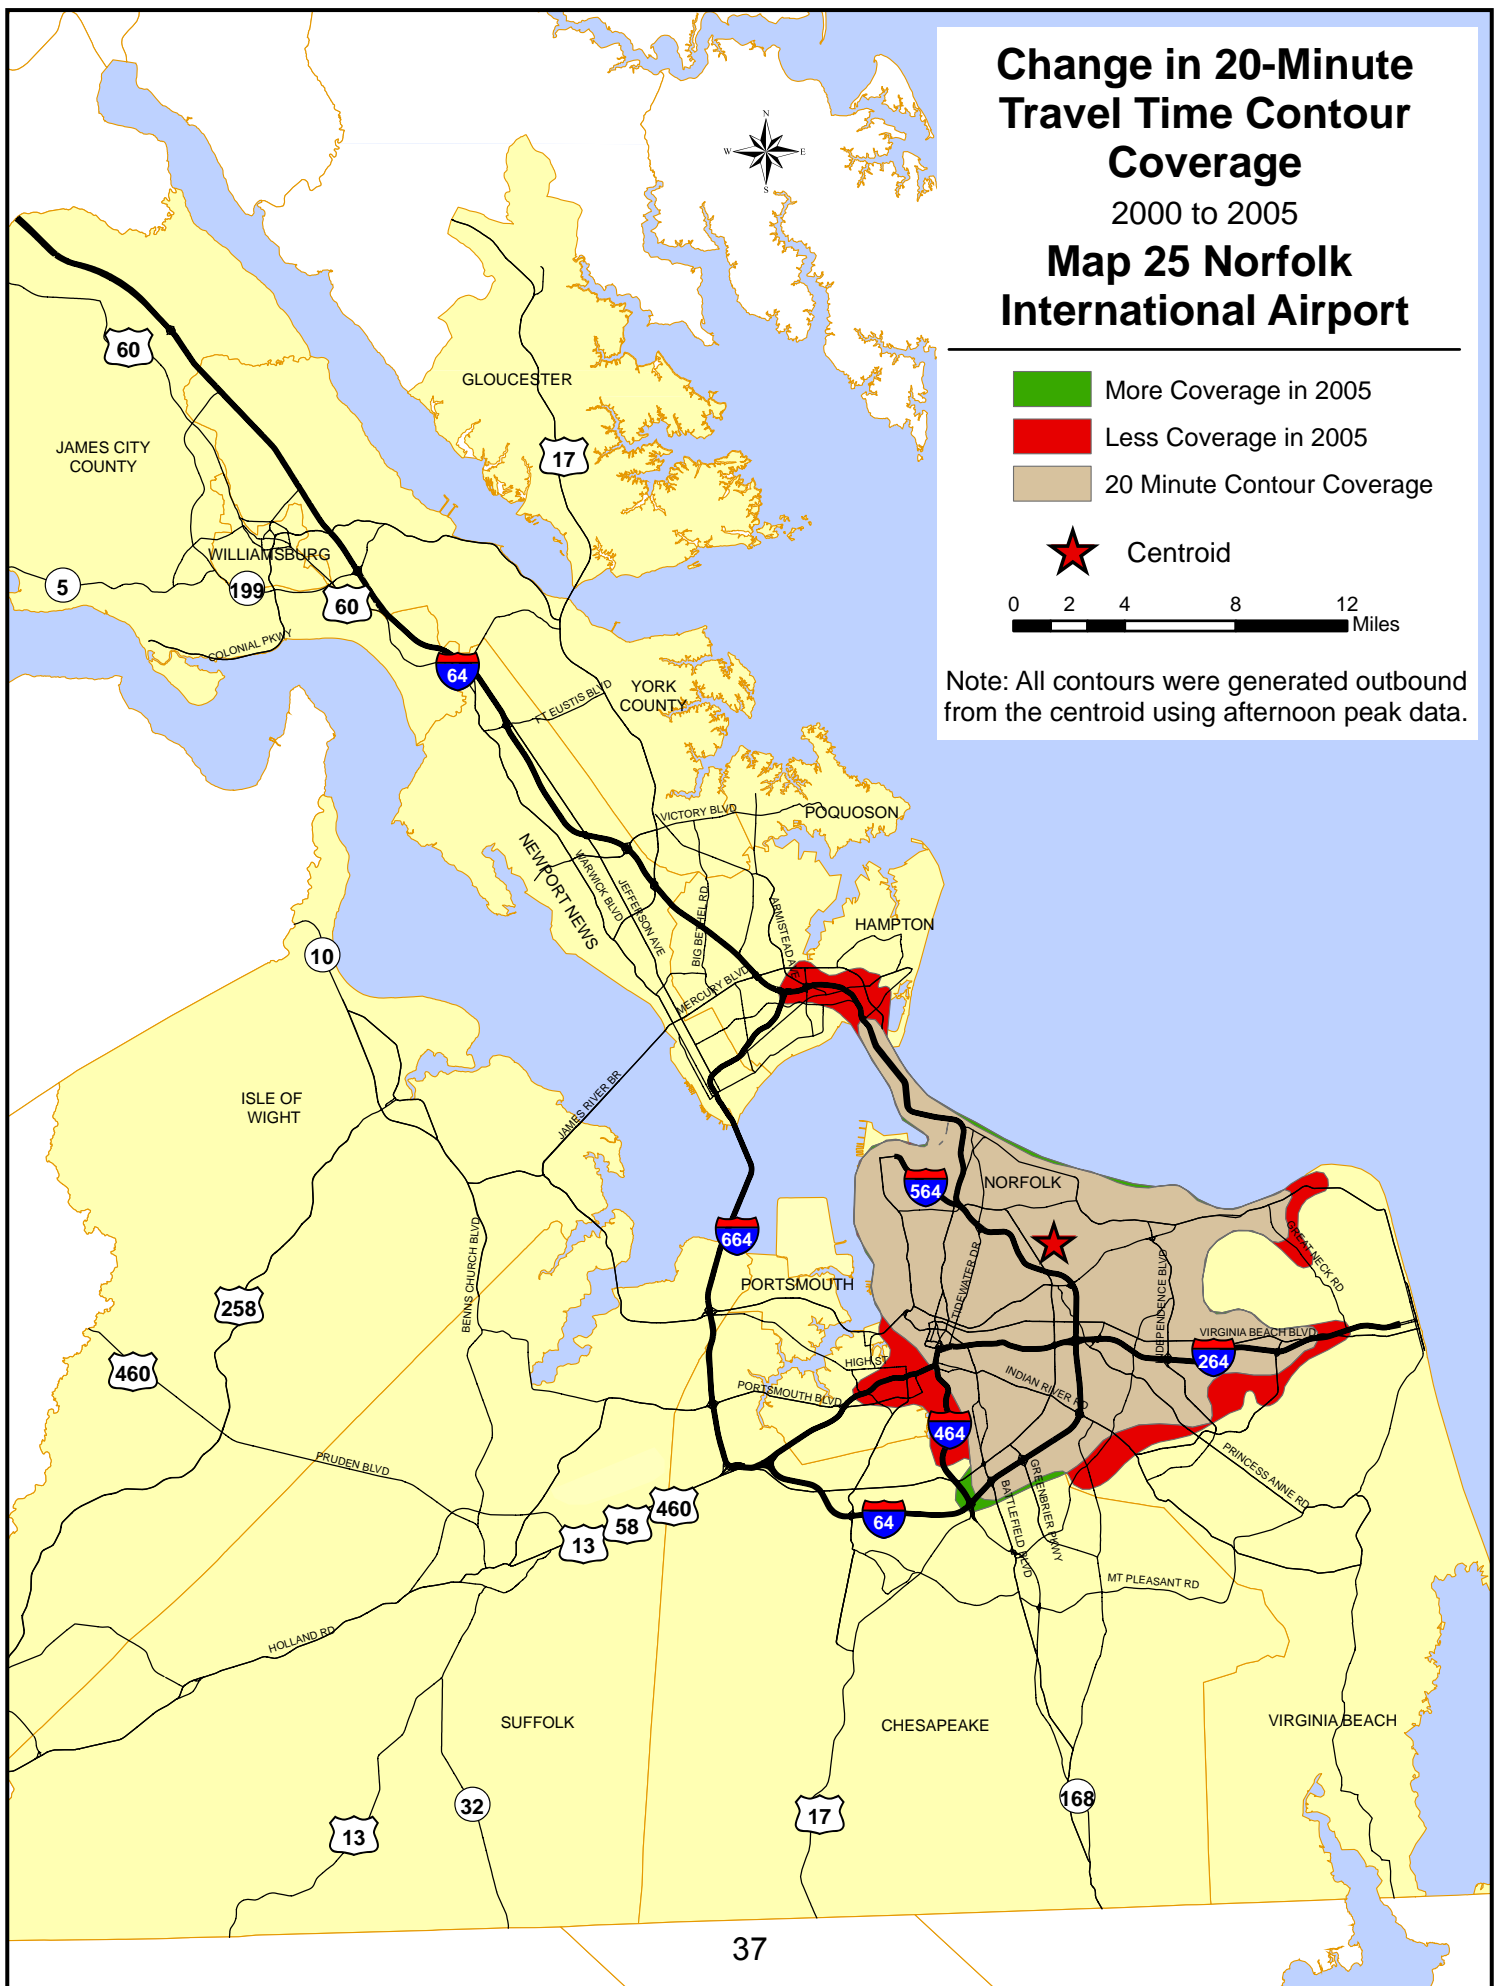 Change in 20-Minute
Travel Time Contour
Coverage
2000 to 2005
Map 25 Norfolk
International Airport
More Coverage in 2005
Less Coverage in 2005
20 Minute Contour Coverage
Centroid
0 2 4 8 12
Miles
Note: All contours were generated outbound
from the centroid using afternoon peak data.
N
W E
S
60
GLOUCESTER
JAMES CITY
COUNTY
17
WILLIAMSBURG
5
199
60
COLONIAL PKWY
64
FT EUSTIS BLVD
YORK
COUNTY
VICTORY BLVD
POQUOSON
NEWPORT NEWS
WARWICK BLVD
JEFFERSON AVE
BIG BETHEL RD
ARMISTEAD AVE
HAMPTON
MERCURY BLVD
10
ISLE OF
WIGHT
JAMES RIVER BR
564
NORFOLK
664
TIDEWATER DR
INDEPENDENCE BLVD
GREAT NECK RD
BENNS CHURCH BLVD
PORTSMOUTH
258
VIRGINIA BEACH BLVD
264
HIGH ST
460
PORTSMOUTH BLVD
INDIAN RIVER RD
464
PRUDEN BLVD
PRINCESS ANNE RD
GREENBRIER PKWY
BATTLEFIELD BLVD
460
58
13
64
MT PLEASANT RD
HOLLAND RD
SUFFOLK
CHESAPEAKE
VIRGINIA BEACH
32
13
17
168
37